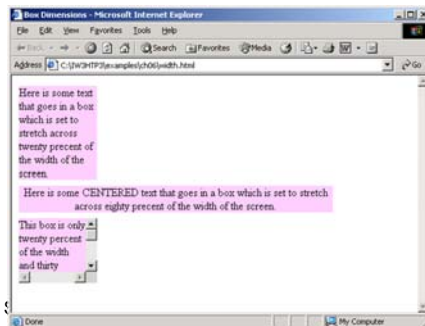 Box Dimensions - Microsoft Internet Explorer
File Edit View Favorites Tools Help
Back Search Favorites Media
Address C:\IW3HTP3\examples\ch06\width.html Go
Here is some text
that goes in a box
which is set to
stretch across
twenty precent of
the width of the
screen.
Here is some CENTERED text that goes in a box which is set to stretch
across eighty precent of the width of the screen.
This box is only
twenty percent
of the width
and thirty
Done My Computer